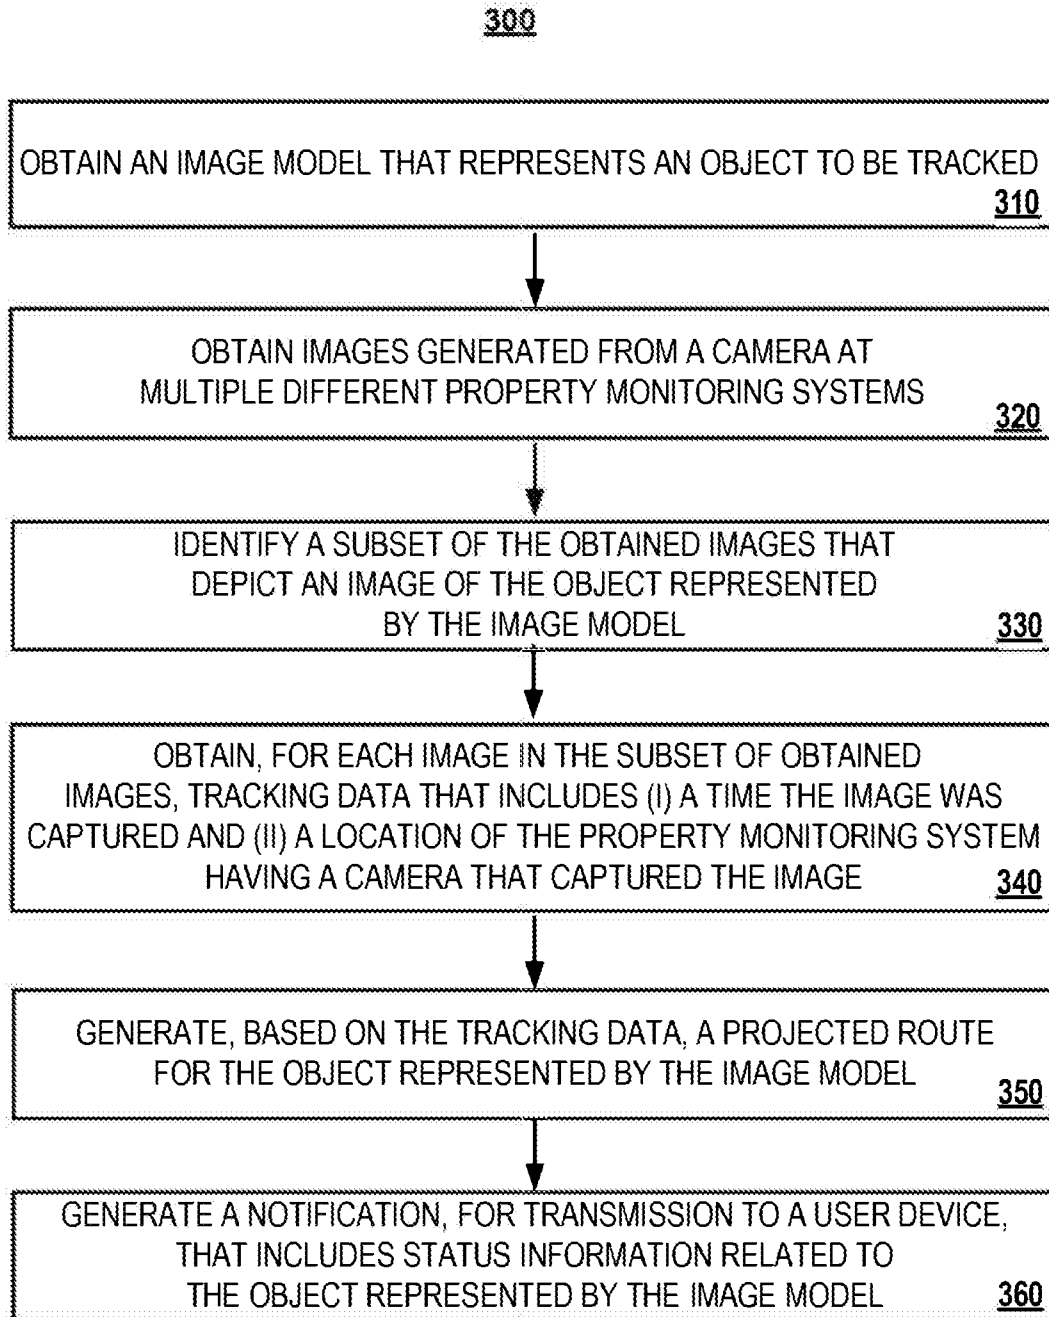 300
OBTAIN AN IMAGE MODEL THAT REPRESENTS AN OBJECT TO BE TRACKED
310
OBTAIN IMAGES GENERATED FROM A CAMERA AT
MULTIPLE DIFFERENT PROPERTY MONITORING SYSTEMS
320
IDENTIFY A SUBSET OF THE OBTAINED IMAGES THAT
DEPICT AN IMAGE OF THE OBJECT REPRESENTED
BY THE IMAGE MODEL
330
OBTAIN, FOR EACH IMAGE IN THE SUBSET OF OBTAINED
IMAGES, TRACKING DATA THAT INCLUDES (I) A TIME THE IMAGE WAS
CAPTURED AND (II) A LOCATION OF THE PROPERTY MONITORING SYSTEM
HAVING A CAMERA THAT CAPTURED THE IMAGE
340
GENERATE, BASED ON THE TRACKING DATA, A PROJECTED ROUTE
FOR THE OBJECT REPRESENTED BY THE IMAGE MODEL
350
GENERATE A NOTIFICATION, FOR TRANSMISSION TO A USER DEVICE,
THAT INCLUDES STATUS INFORMATION RELATED TO
THE OBJECT REPRESENTED BY THE IMAGE MODEL
360